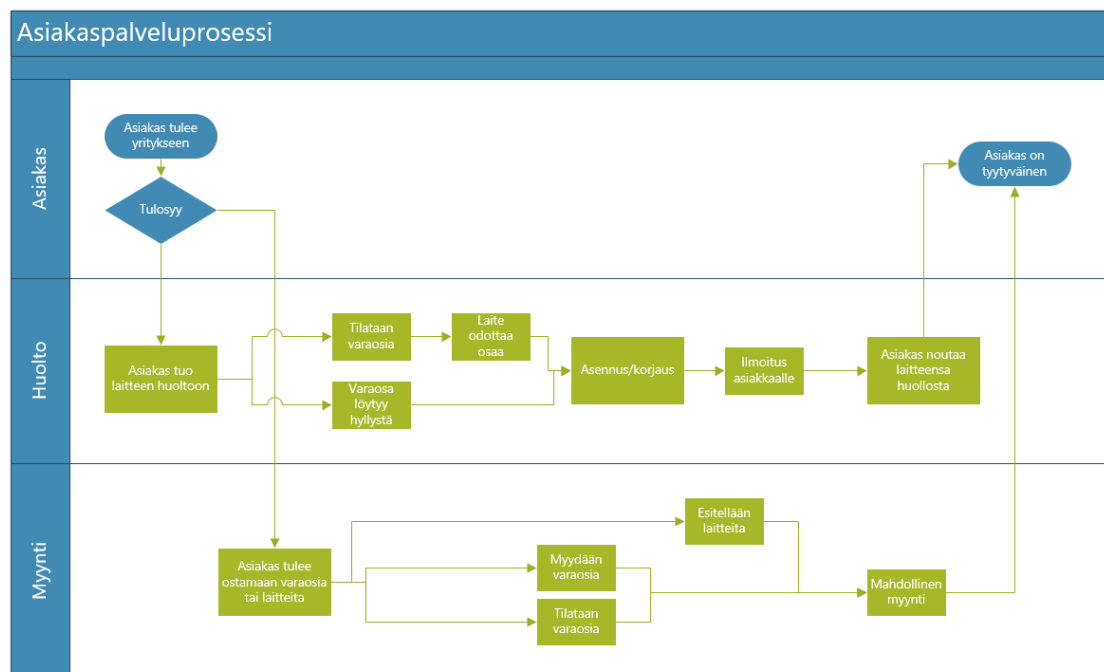 Asiakaspalveluprosessi
Asiakas
Asiakas tulee
yritykseen
Tulosyy
Asiakas on
tyytyväinen
Huolto
Asiakas tuo
laitteen huoltoon
Tilataan
varaosia
Laite
odottaa
osaa
Varaosa
löytyy
hyllystä
Asennus/korjaus
Ilmoitus
asiakkaalle
Asiakas noutaa
laitteensa
huollosta
Myynti
Asiakas tulee
ostamaan varaosia
tai laitteita
Esitellään
laitteita
Myydään
varaosia
Tilataan
varaosia
Mahdollinen
myynti